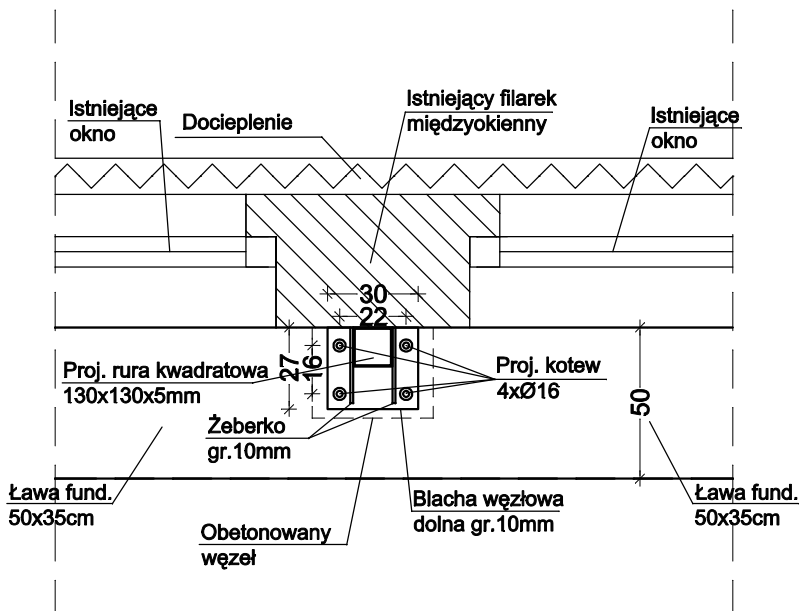 Istniejący filarek
międzyokienny
Istniejące
okno
Docieplenie
Istniejące
okno
30
22
27
16
50
Proj. rura kwadratowa
130x130x5mm
Proj. kotew
4xØ16
Żeberko
gr.10mm
Ława fund.
50x35cm
Blacha węzłowa
dolna gr.10mm
Ława fund.
50x35cm
Obetonowany
węzeł